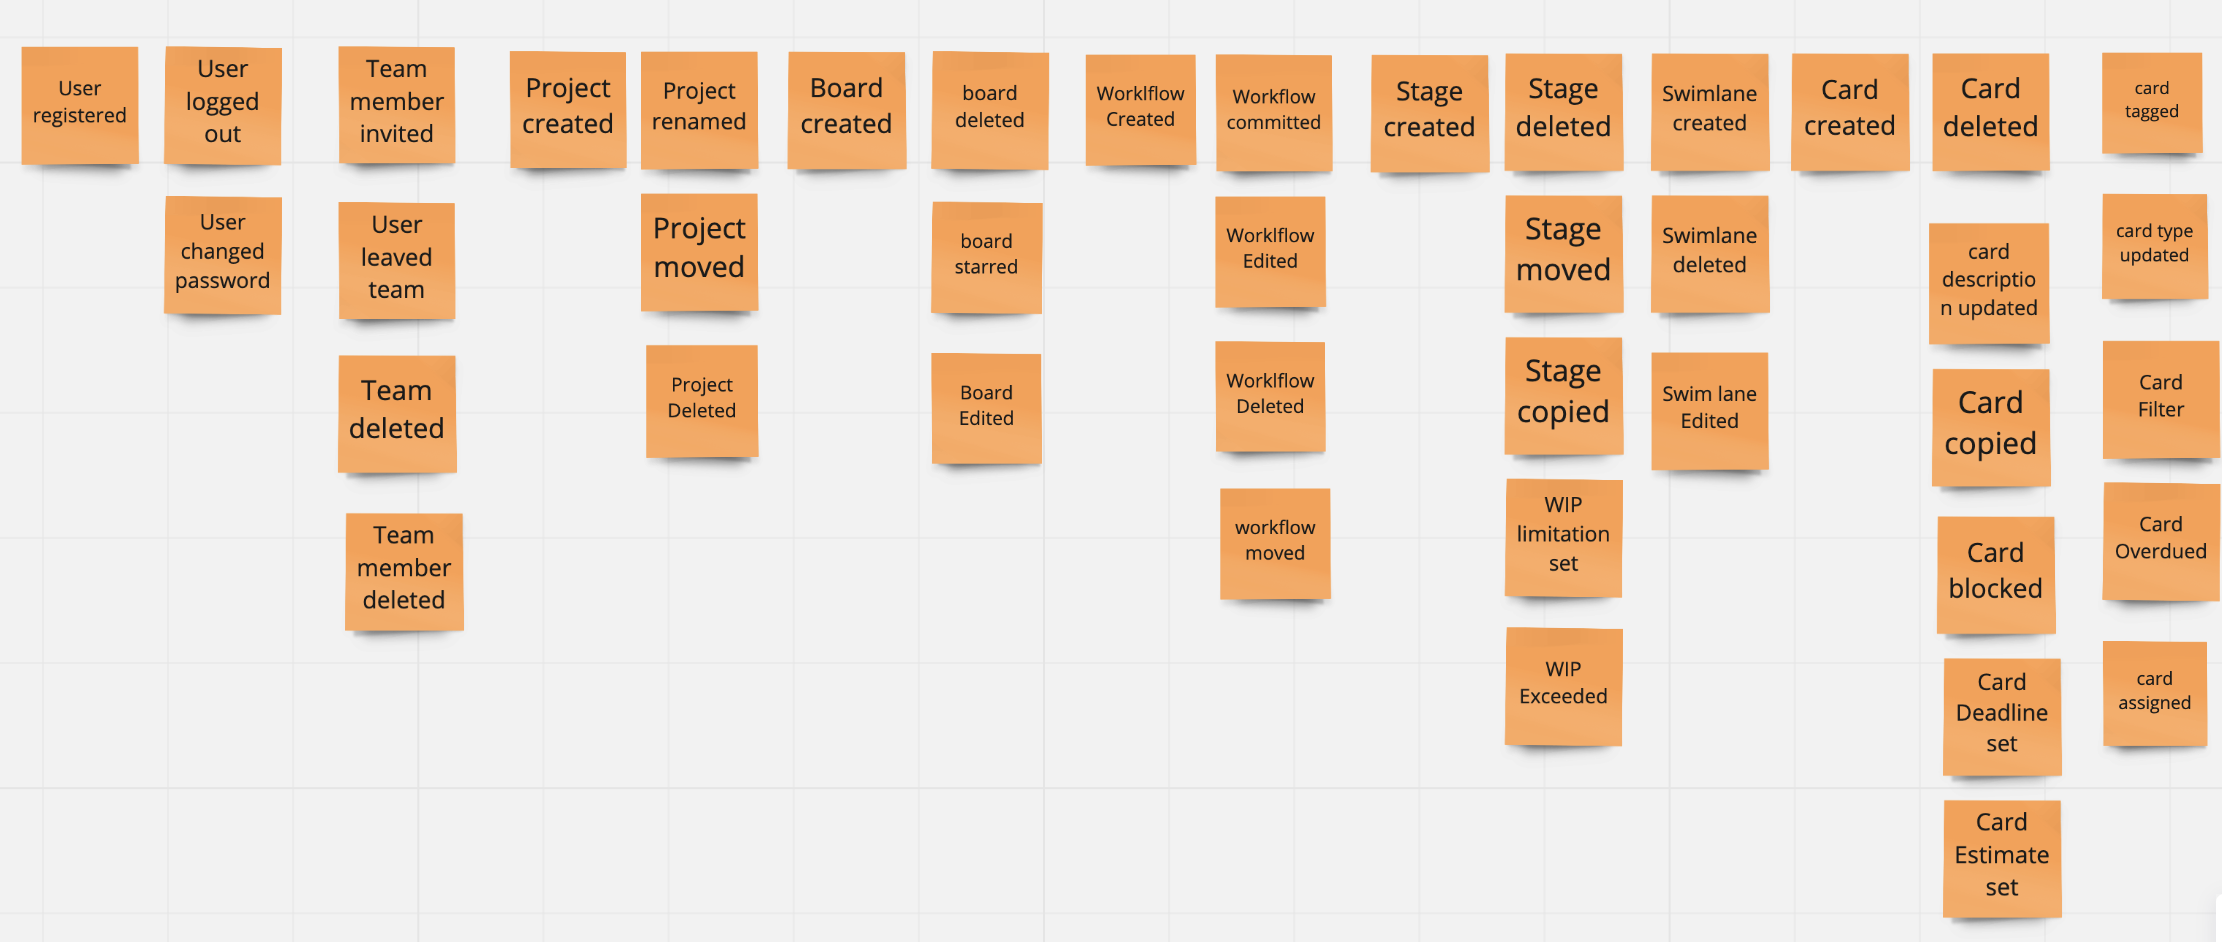 User
registered
User
logged
out
User
changed
password
Team
member
invited
User
leaved
team
Team
deleted
Team
member
deleted
Project
created
Project
renamed
Project
moved
Project
Deleted
Board
created
board
deleted
board
starred
Board
Edited
Worklflow
Created
Workflow
committed
Worklflow
Edited
Worklflow
Deleted
workflow
moved
Stage
created
Stage
deleted
Stage
moved
Stage
copied
WIP
limitation
set
WIP
Exceeded
Swimlane
created
Swimlane
deleted
Swim lane
Edited
Card
created
Card
deleted
card
descriptio
n updated
Card
copied
Card
blocked
Card
Deadline
set
Card
Estimate
set
card
tagged
card type
updated
Card
Filter
Card
Overdued
card
assigned